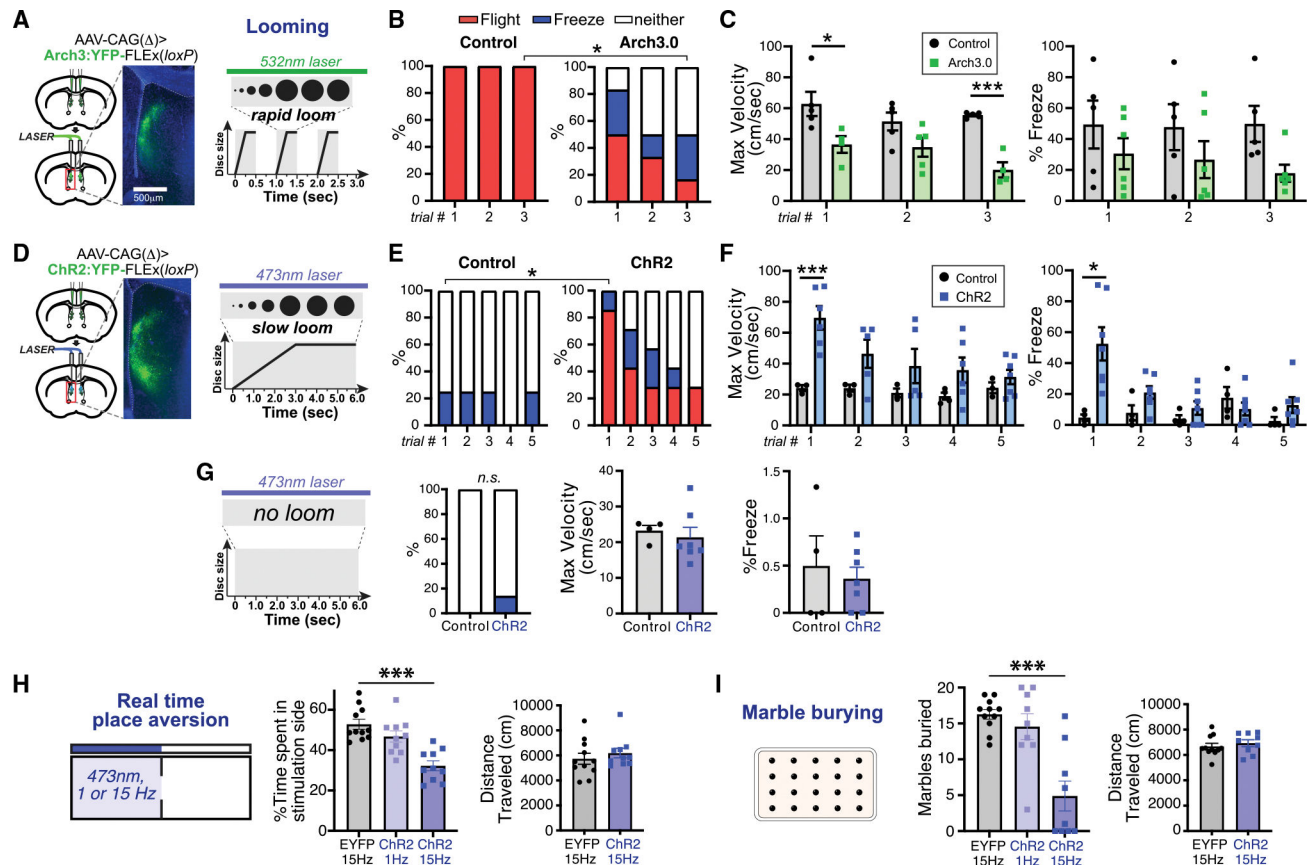 A
AAV-CAG(Δ)>
Arch3:YFP-FLEx(loxP)
LASER
500μm
Looming
532nm laser
rapid loom
Disc size
0 0.5 1.0 1.5 2.0 2.5 3.0
Time (sec)
B
Flight Freeze neither
Control * Arch3.0
%
100
80
60
40
20
0
100
80
60
40
20
0
%
trial # 1 2 3 1 2 3
C
Max Velocity
(cm/sec)
100
80
60
40
20
0
* ***
Control
Arch3.0
trial # 1 2 3
% Freeze
100
80
60
40
20
0
1 2 3
D
AAV-CAG(Δ)>
ChR2:YFP-FLEx(loxP)
LASER
473nm laser
slow loom
Disc size
0 1.0 2.0 3.0 4.0 5.0 6.0
Time (sec)
E
Control * ChR2
%
100
80
60
40
20
0
100
80
60
40
20
0
%
trial # 1 2 3 4 5 1 2 3 4 5
F
Max Velocity
(cm/sec)
100
80
60
40
20
0
***
Control
ChR2
trial # 1 2 3 4 5
% Freeze
100
80
60
40
20
0
*
1 2 3 4 5
G
473nm laser
no loom
Disc size
0 1.0 2.0 3.0 4.0 5.0 6.0
Time (sec)
n.s.
%
100
80
60
40
20
0
Control ChR2
Max Velocity
(cm/sec)
40
30
20
10
0
Control ChR2
%Freeze
1.5
1.0
0.5
0.0
Control ChR2
H
Real time
place aversion
473nm,
1 or 15 Hz
***
%Time spent in
stimulation side
60
40
20
0
EYFP ChR2 ChR2
15Hz 1Hz 15Hz
Distance
Traveled (cm)
10000
8000
6000
4000
2000
0
EYFP ChR2
15Hz 15Hz
I
Marble burying
***
Marbles buried
20
15
10
5
0
EYFP ChR2 ChR2
15Hz 1Hz 15Hz
Distance
Traveled (cm)
10000
8000
6000
4000
2000
0
EYFP ChR2
15Hz 15Hz